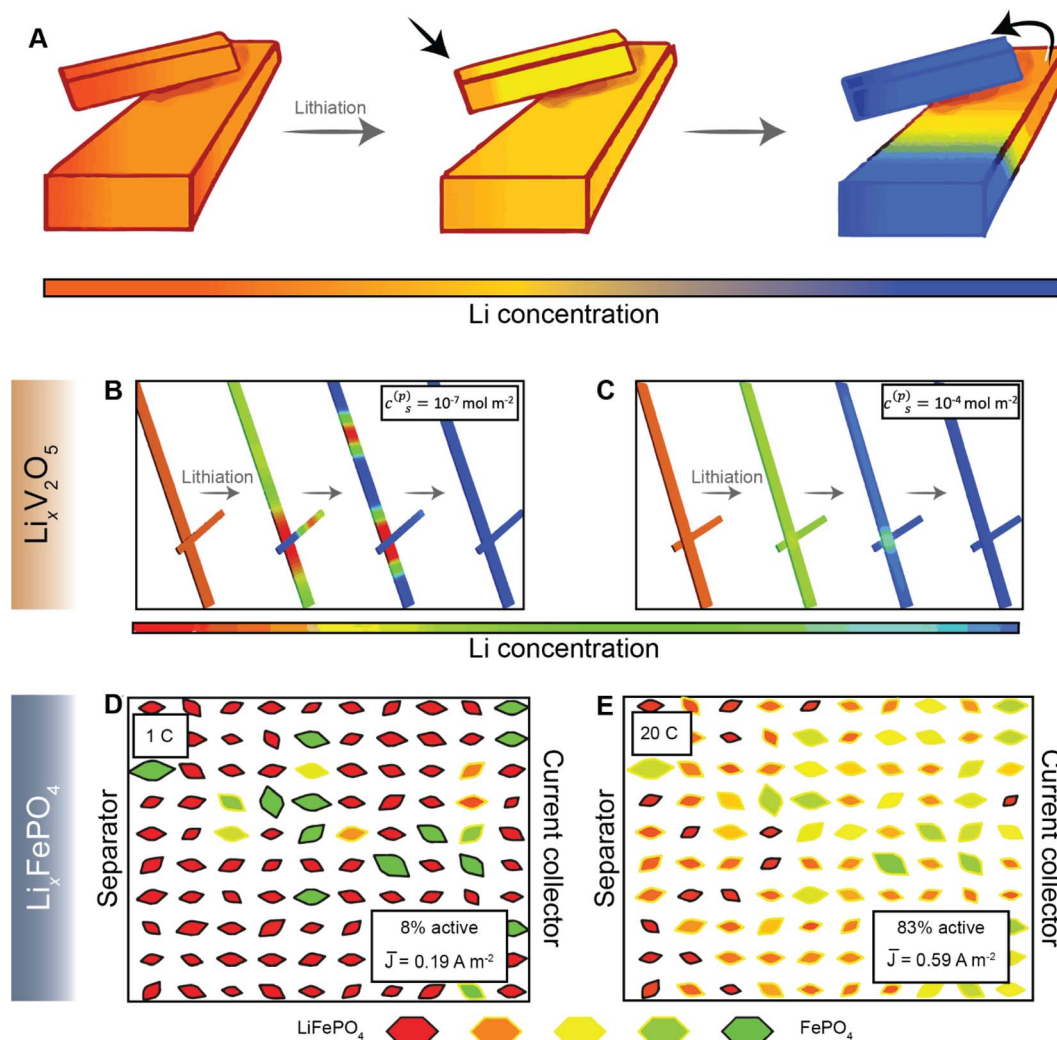 A
Lithiation
Li concentration
LiₓV₂O₅
B
c⁽ᵖ⁾ₛ = 10⁻⁷ mol m⁻²
Lithiation
C
c⁽ᵖ⁾ₛ = 10⁻⁴ mol m⁻²
Lithiation
Li concentration
LiₓFePO₄
D
1 C
Separator
Current collector
8% active
J̅ = 0.19 A m⁻²
E
20 C
Separator
Current collector
83% active
J̅ = 0.59 A m⁻²
LiFePO₄
FePO₄